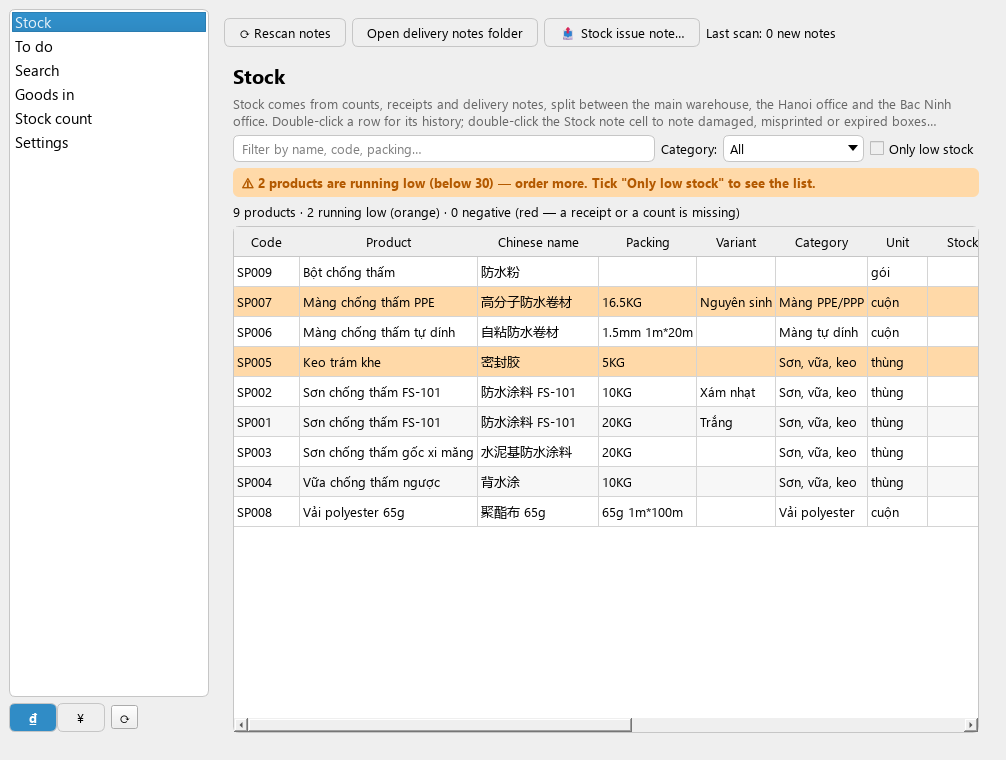 Stock
To do
Search
Goods in
Stock count
Settings
₫ ¥ ⟳
⟳ Rescan notes Open delivery notes folder 📤 Stock issue note... Last scan: 0 new notes
Stock
Stock comes from counts, receipts and delivery notes, split between the main warehouse, the Hanoi office and the Bac Ninh
office. Double-click a row for its history; double-click the Stock note cell to note damaged, misprinted or expired boxes...
Filter by name, code, packing... Category: All Only low stock
⚠ 2 products are running low (below 30) — order more. Tick "Only low stock" to see the list.
9 products · 2 running low (orange) · 0 negative (red — a receipt or a count is missing)
Code Product Chinese name Packing Variant Category Unit Stock
SP009 Bột chống thấm 防水粉 gói
SP007 Màng chống thấm PPE 高分子防水卷材 16.5KG Nguyên sinh Màng PPE/PPP cuộn
SP006 Màng chống thấm tự dính 自粘防水卷材 1.5mm 1m*20m Màng tự dính cuộn
SP005 Keo trám khe 密封胶 5KG Sơn, vữa, keo thùng
SP002 Sơn chống thấm FS-101 防水涂料 FS-101 10KG Xám nhạt Sơn, vữa, keo thùng
SP001 Sơn chống thấm FS-101 防水涂料 FS-101 20KG Trắng Sơn, vữa, keo thùng
SP003 Sơn chống thấm gốc xi măng 水泥基防水涂料 20KG Sơn, vữa, keo thùng
SP004 Vữa chống thấm ngược 背水涂 10KG Sơn, vữa, keo thùng
SP008 Vải polyester 65g 聚酯布 65g 65g 1m*100m Vải polyester cuộn